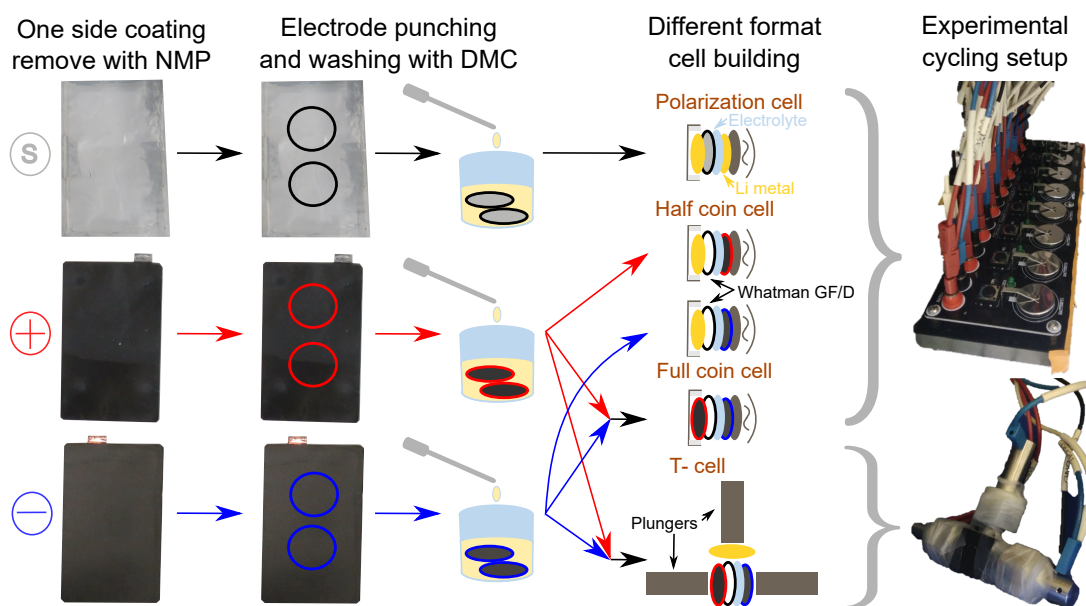 One side coating
remove with NMP
Electrode punching
and washing with DMC
Different format
cell building
Experimental
cycling setup
S
Polarization cell
Electrolyte
Li metal
Half coin cell
+
Whatman GF/D
Full coin cell
−
T- cell
Plungers